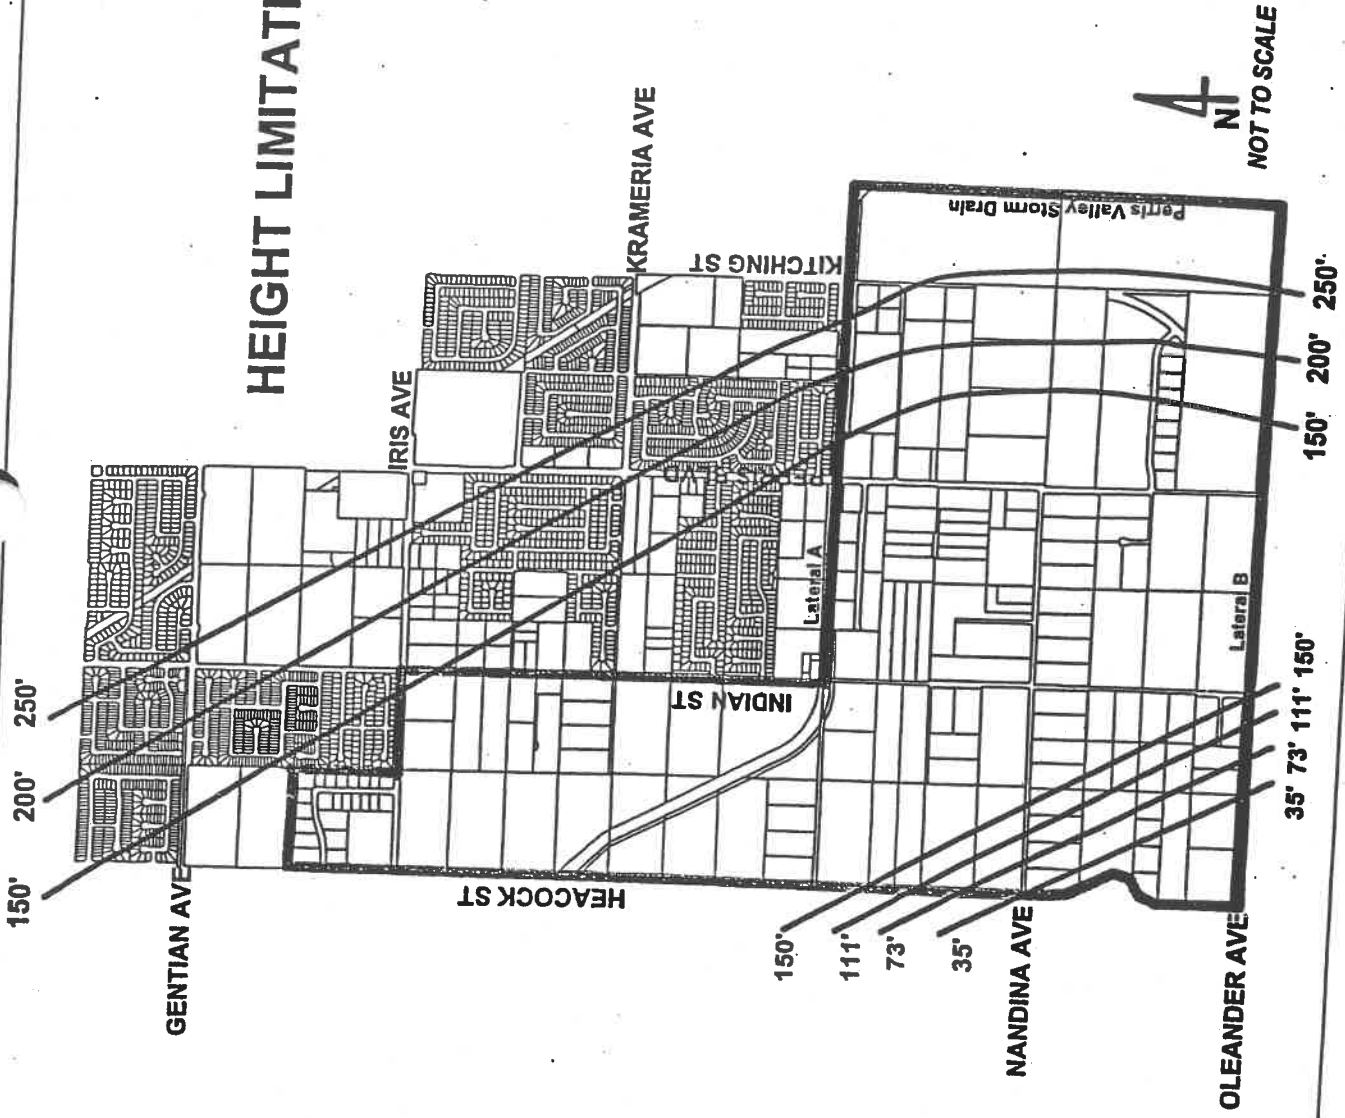 HEIGHT LIMITATI
250'
200'
150'
GENTIAN AVE
IRIS AVE
KRAMERIA AVE
KITCHING ST
INDIAN ST
HEACOCK ST
Lateral A
Perris Valley Storm Drain
Lateral B
150'
111'
73'
35'
NANDINA AVE
OLEANDER AVE
35' 73' 111' 150'
150'
200'
250'
N
NOT TO SCALE